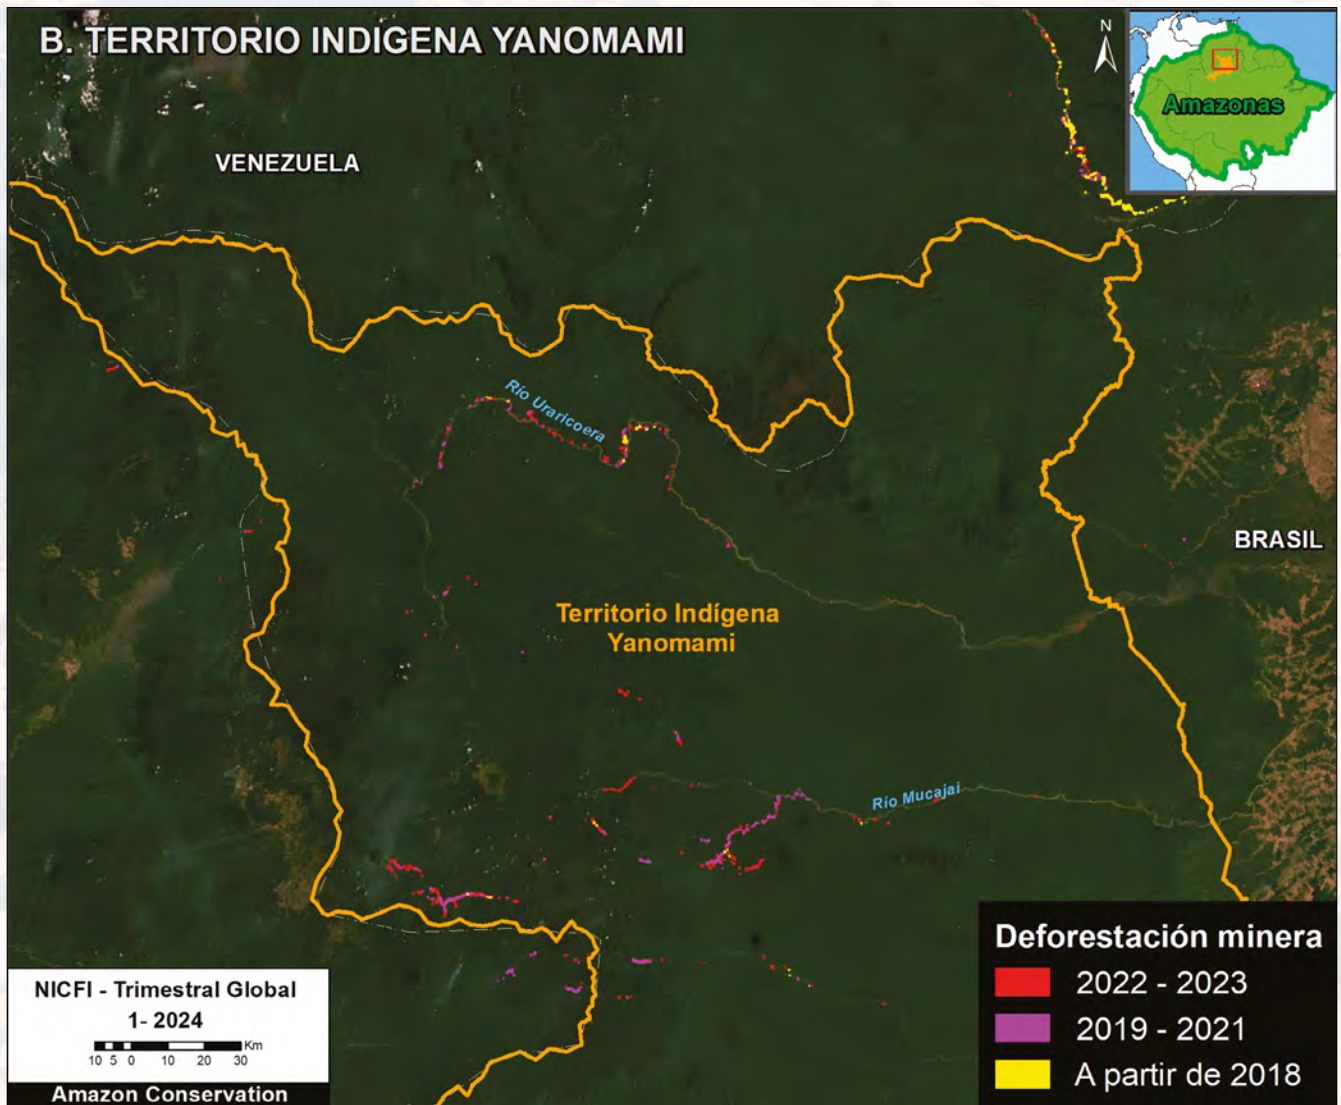 B. TERRITORIO INDÍGENA YANOMAMI
N
Amazonas
VENEZUELA
Río Uraricoera
BRASIL
Territorio Indígena
Yanomami
Río Mucajai
Deforestación minera
2022 - 2023
2019 - 2021
A partir de 2018
NICFI - Trimestral Global
1- 2024
Km
10 5 0 10 20 30
Amazon Conservation